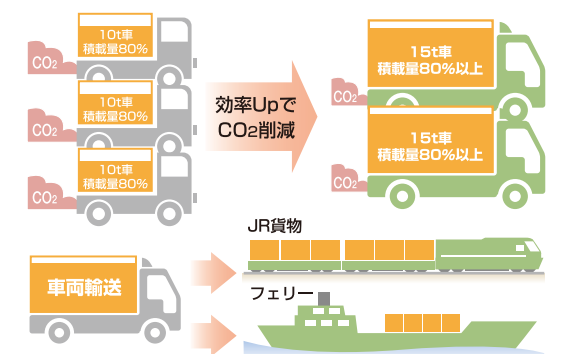 CO2
10t車
積載量80%
CO2
10t車
積載量80%
CO2
10t車
積載量80%
効率Upで
CO2削減
CO2
15t車
積載量80%以上
CO2
15t車
積載量80%以上
車両輸送
JR貨物
フェリー